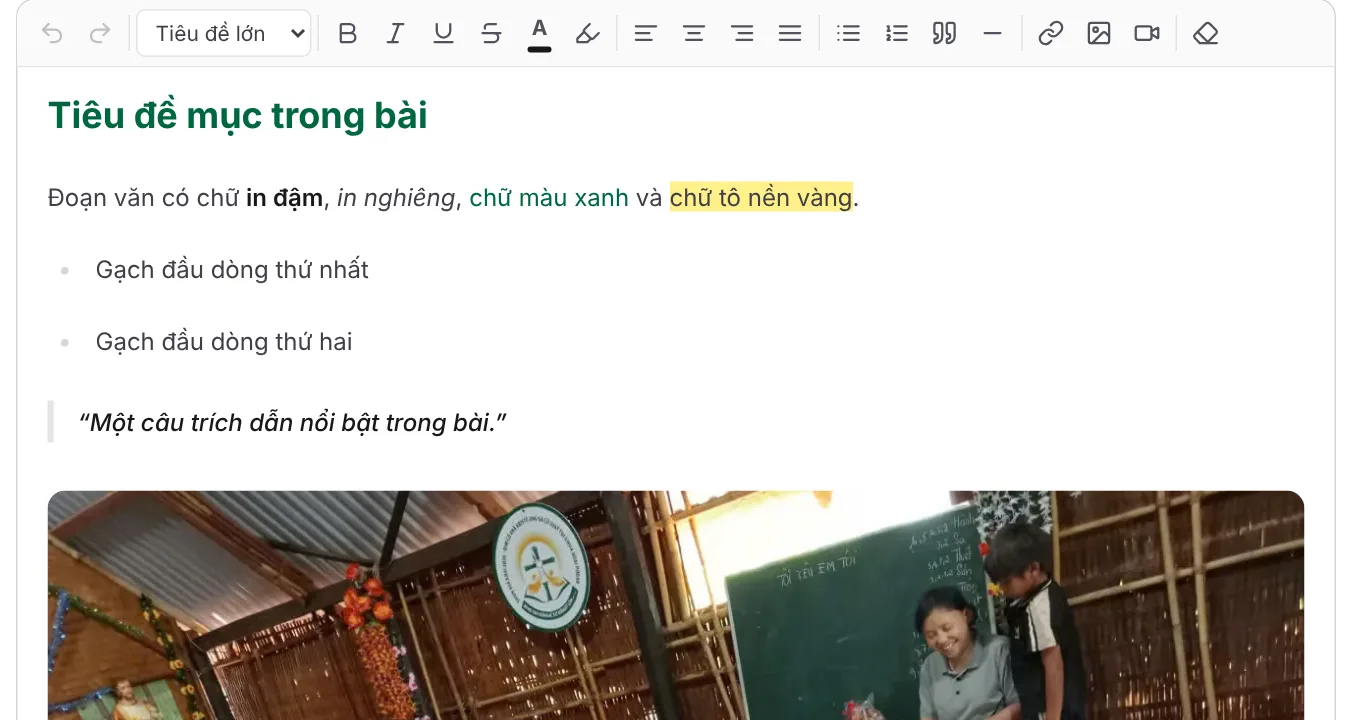 Tiêu đề lớn
B I U S A
Tiêu đề mục trong bài
Đoạn văn có chữ in đậm, in nghiêng, chữ màu xanh và chữ tô nền vàng.
Gạch đầu dòng thứ nhất
Gạch đầu dòng thứ hai
“Một câu trích dẫn nổi bật trong bài.”
TÔI YÊU EM TÔI